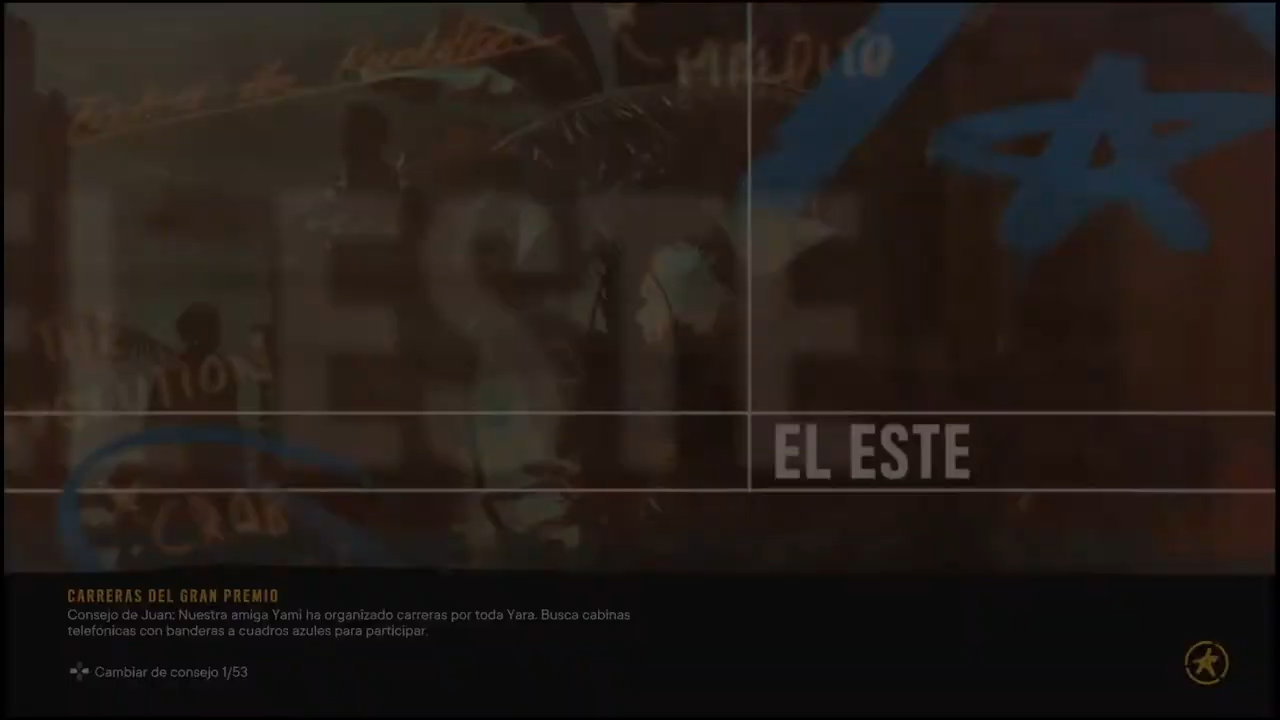 MALDITO
EL ESTE
EL ESTE
CARRERAS DEL GRAN PREMIO
Consejo de Juan: Nuestra amiga Yami ha organizado carreras por toda Yara. Busca cabinas
telefónicas con banderas a cuadros azules para participar.
Cambiar de consejo 1/53